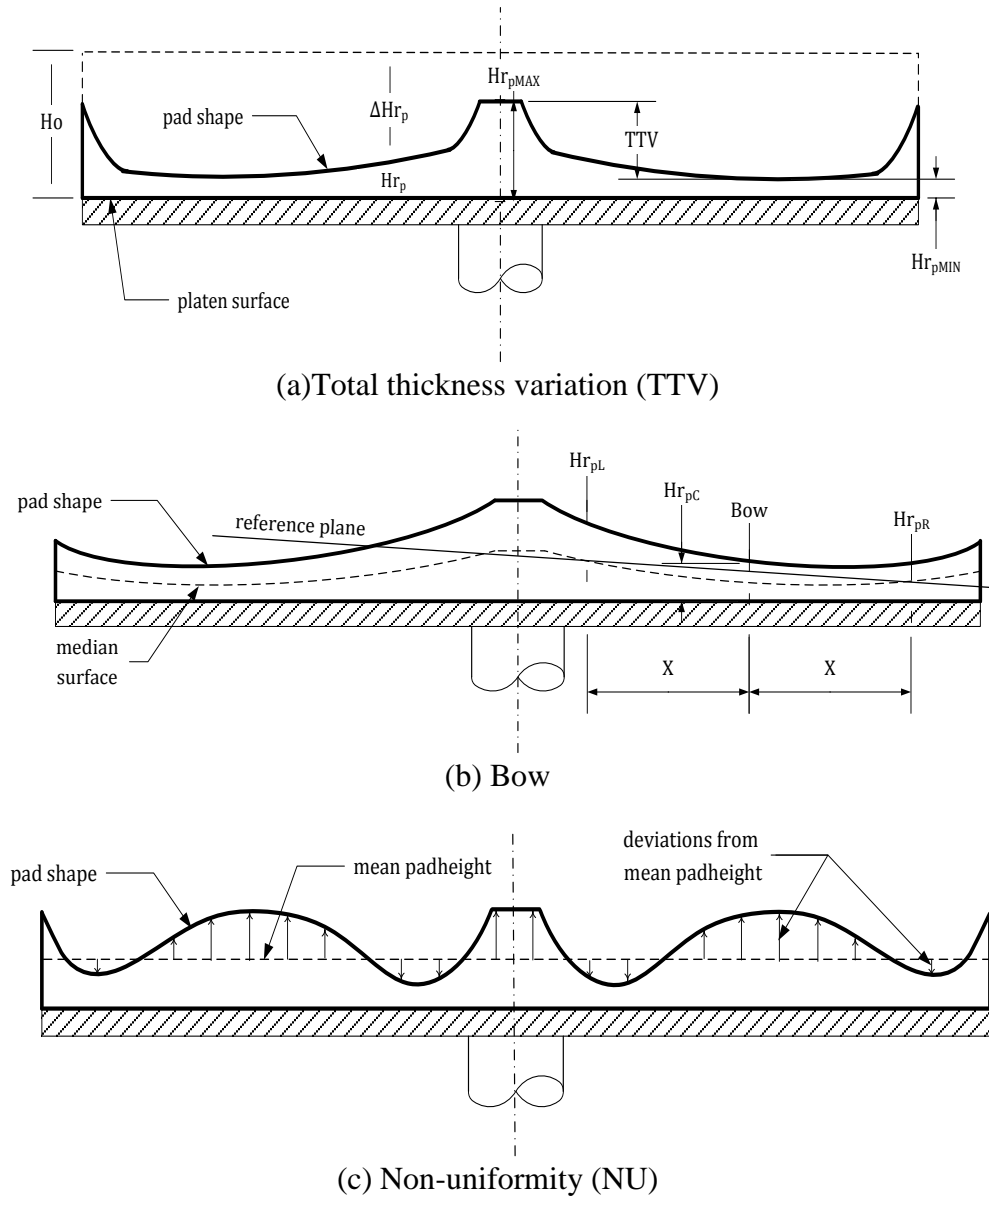 Hr_pMAX
Ho
ΔHr_p
pad shape
TTV
Hr_p
Hr_pMIN
platen surface
(a)Total thickness variation (TTV)
Hr_pL
Hr_pC
pad shape
Bow
reference plane
Hr_pR
median
surface
X
X
(b) Bow
deviations from
mean padheight
mean padheight
pad shape
(c) Non-uniformity (NU)